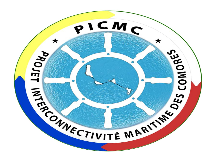 PICMC
PROJET INTERCONNECTIVITÉ MARITIME DES COMORES